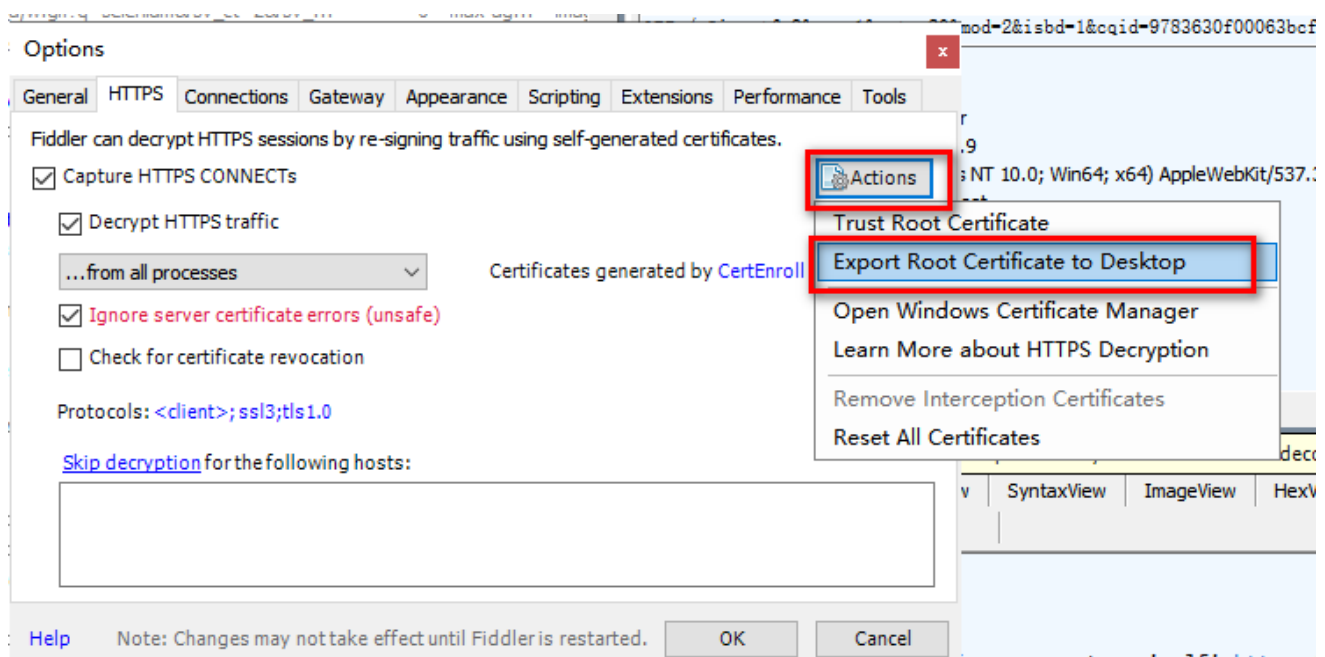 mod=2&isbd=1&cqid=9783630f00063bcf
Options
x
General HTTPS Connections Gateway Appearance Scripting Extensions Performance Tools
Fiddler can decrypt HTTPS sessions by re-signing traffic using self-generated certificates.
r
.9
Capture HTTPS CONNECTs
Actions
NT 10.0; Win64; x64) AppleWebKit/537.3
Decrypt HTTPS traffic
Trust Root Certificate
...from all processes
Certificates generated by CertEnroll
Export Root Certificate to Desktop
Ignore server certificate errors (unsafe)
Open Windows Certificate Manager
Check for certificate revocation
Learn More about HTTPS Decryption
Protocols: <client>;ssl3;tls1.0
Remove Interception Certificates
Reset All Certificates
Skip decryption for the following hosts:
deco
w SyntaxView ImageView HexV
Help Note: Changes may not take effect until Fiddler is restarted. OK Cancel